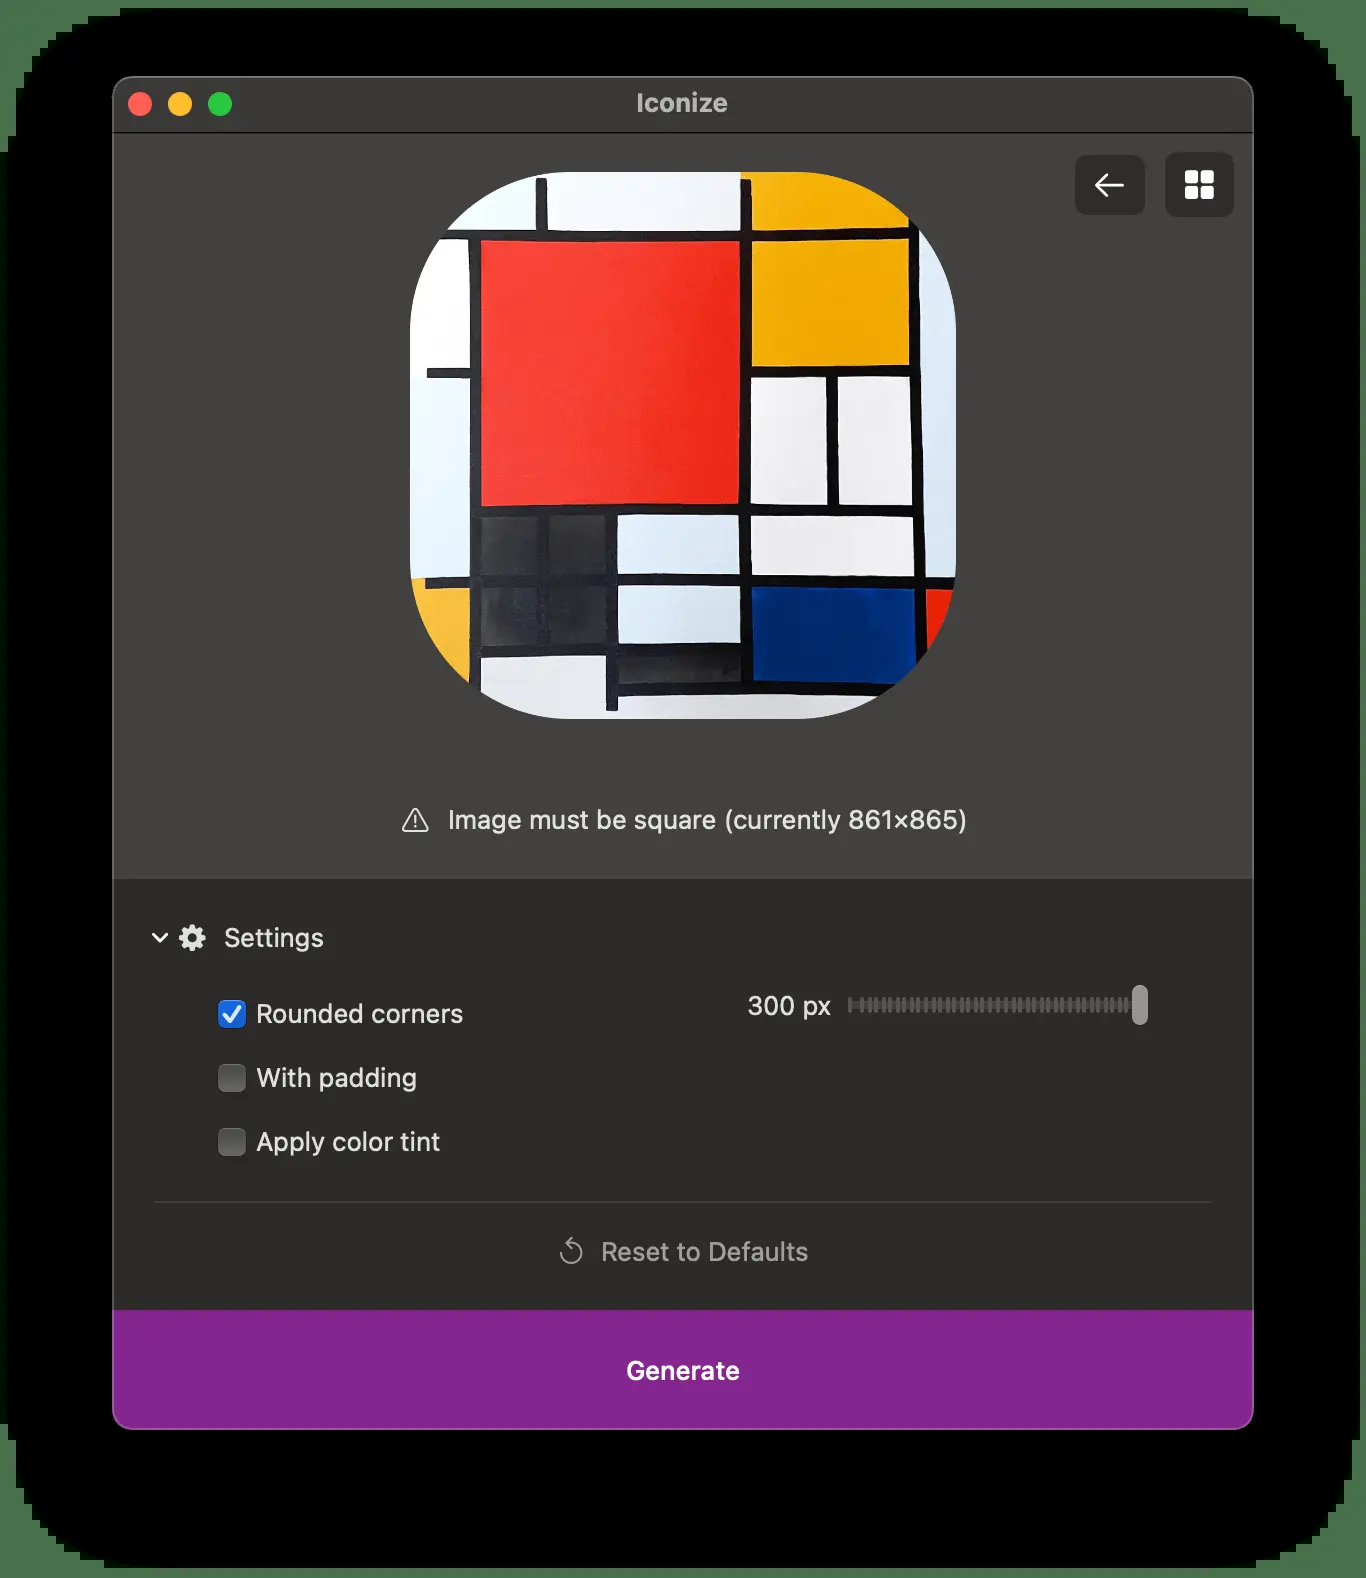 Iconize
Image must be square (currently 861×865)
Settings
Rounded corners
300 px
With padding
Apply color tint
Reset to Defaults
Generate